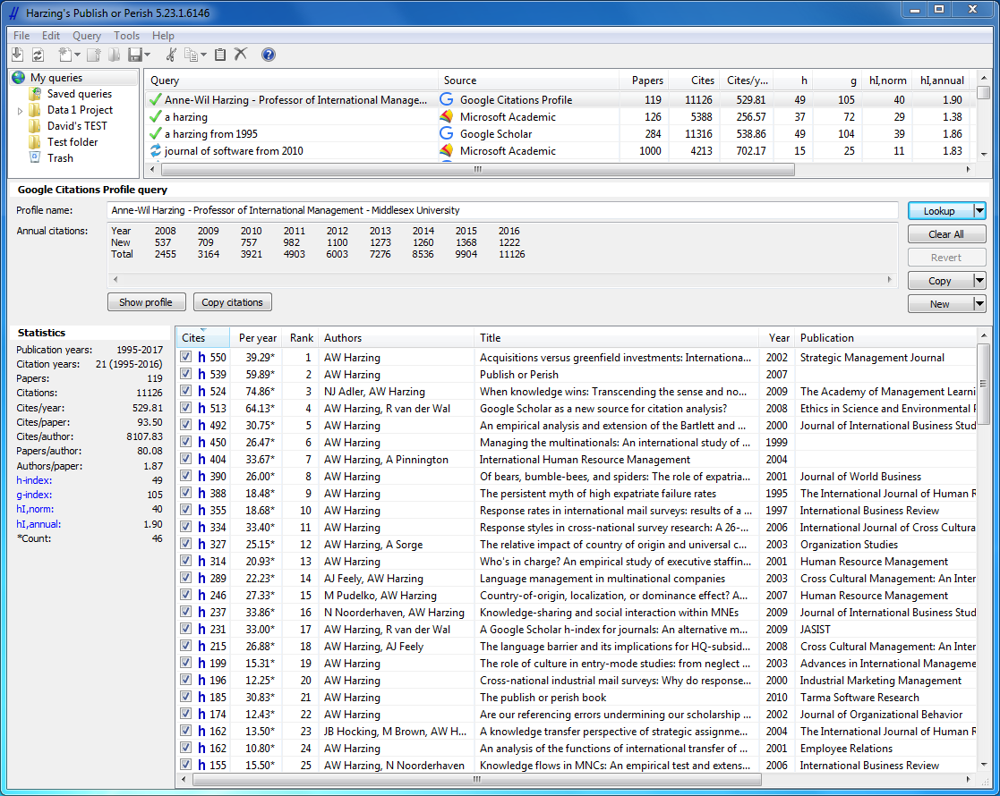 Harzing's Publish or Perish 5.23.1.6146
File Edit Query Tools Help
My queries
Saved queries
Data 1 Project
David's TEST
Test folder
Trash
Query Source Papers Cites Cites/y... h g hI,norm hI,annual
Anne-Wil Harzing - Professor of International Manage... Google Citations Profile 119 11126 529.81 49 105 40 1.90
a harzing Microsoft Academic 126 5388 256.57 37 72 29 1.38
a harzing from 1995 Google Scholar 284 11316 538.86 49 104 39 1.86
journal of software from 2010 Microsoft Academic 1000 4213 702.17 15 25 11 1.83
Google Citations Profile query
Profile name: Anne-Wil Harzing - Professor of International Management - Middlesex University
Annual citations:
Year 2008 2009 2010 2011 2012 2013 2014 2015 2016
New 537 709 757 982 1100 1273 1260 1368 1222
Total 2455 3164 3921 4903 6003 7276 8536 9904 11126
Lookup
Clear All
Revert
Copy
New
Show profile Copy citations
Statistics
Publication years: 1995-2017
Citation years: 21 (1995-2016)
Papers: 119
Citations: 11126
Cites/year: 529.81
Cites/paper: 93.50
Cites/author: 8107.83
Papers/author: 80.08
Authors/paper: 1.87
h-index: 49
g-index: 105
hI,norm: 40
hI,annual: 1.90
*Count: 46
Cites Per year Rank Authors Title Year Publication
h 550 39.29* 1 AW Harzing Acquisitions versus greenfield investments: Internationa... 2002 Strategic Management Journal
h 539 59.89* 2 AW Harzing Publish or Perish 2007
h 524 74.86* 3 NJ Adler, AW Harzing When knowledge wins: Transcending the sense and no... 2009 The Academy of Management Learni
h 513 64.13* 4 AW Harzing, R van der Wal Google Scholar as a new source for citation analysis? 2008 Ethics in Science and Environmental P
h 492 30.75* 5 AW Harzing An empirical analysis and extension of the Bartlett and ... 2000 Journal of International Business Stud
h 450 26.47* 6 AW Harzing Managing the multinationals: An international study of ... 1999
h 404 33.67* 7 AW Harzing, A Pinnington International Human Resource Management 2004
h 390 26.00* 8 AW Harzing Of bears, bumble-bees, and spiders: The role of expatria... 2001 Journal of World Business
h 388 18.48* 9 AW Harzing The persistent myth of high expatriate failure rates 1995 The International Journal of Human R
h 355 18.68* 10 AW Harzing Response rates in international mail surveys: results of a ... 1997 International Business Review
h 334 33.40* 11 AW Harzing Response styles in cross-national survey research: A 26-... 2006 International Journal of Cross Cultura
h 327 25.15* 12 AW Harzing, A Sorge The relative impact of country of origin and universal c... 2003 Organization Studies
h 314 20.93* 13 AW Harzing Who's in charge? An empirical study of executive staffin... 2001 Human Resource Management
h 289 22.23* 14 AJ Feely, AW Harzing Language management in multinational companies 2003 Cross Cultural Management: An Inter
h 246 27.33* 15 M Pudelko, AW Harzing Country-of-origin, localization, or dominance effect? A... 2007 Human Resource Management
h 237 33.86* 16 N Noorderhaven, AW Harzing Knowledge-sharing and social interaction within MNEs 2009 Journal of International Business Stud
h 231 33.00* 17 AW Harzing, R van der Wal A Google Scholar h-index for journals: An alternative m... 2009 JASIST
h 215 26.88* 18 AW Harzing, AJ Feely The language barrier and its implications for HQ-subsid... 2008 Cross Cultural Management: An Inter
h 199 15.31* 19 AW Harzing The role of culture in entry-mode studies: from neglect ... 2003 Advances in International Manageme
h 196 12.25* 20 AW Harzing Cross-national industrial mail surveys: Why do response... 2000 Industrial Marketing Management
h 185 30.83* 21 AW Harzing The publish or perish book 2010 Tarma Software Research
h 174 12.43* 22 AW Harzing Are our referencing errors undermining our scholarship ... 2002 Journal of Organizational Behavior
h 162 13.50* 23 JB Hocking, M Brown, AW H... A knowledge transfer perspective of strategic assignme... 2004 The International Journal of Human R
h 162 10.80* 24 AW Harzing An analysis of the functions of international transfer of ... 2001 Employee Relations
h 155 15.50* 25 AW Harzing, N Noorderhaven Knowledge flows in MNCs: An empirical test and extens... 2006 International Business Review